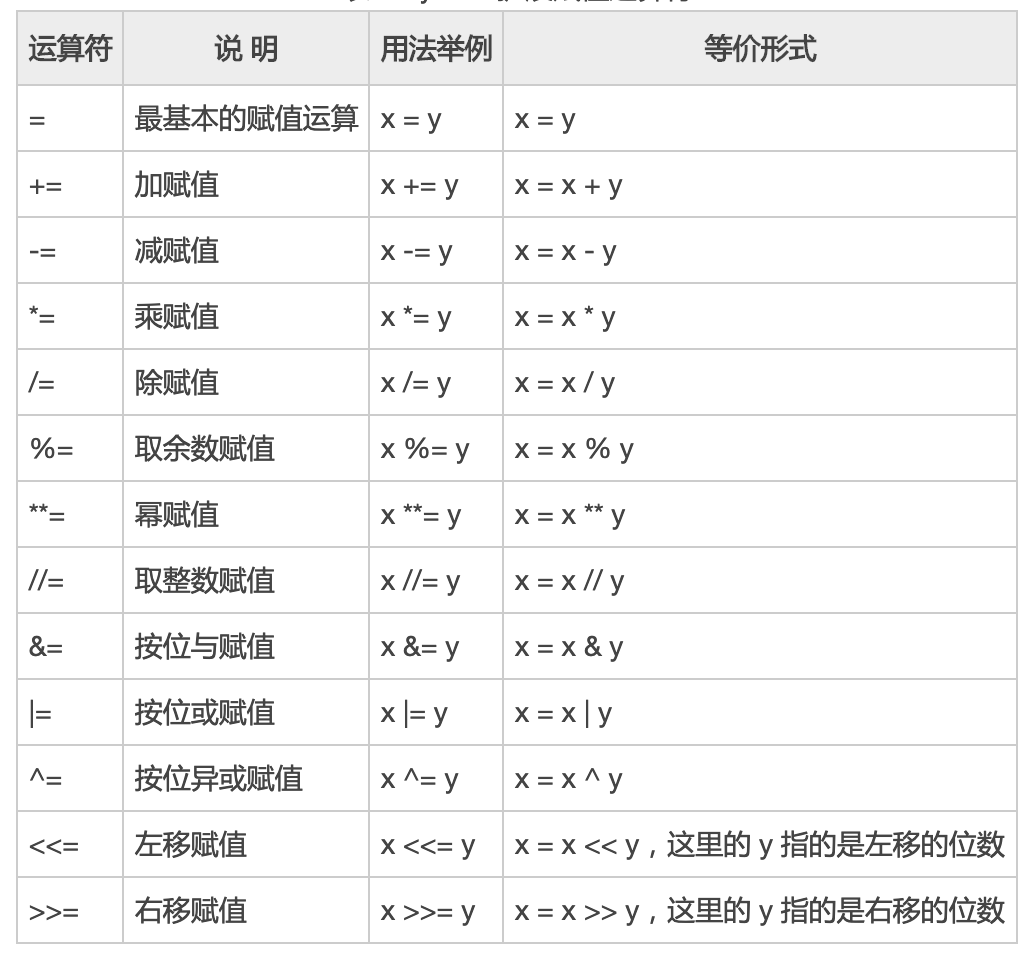 运算符 说 明 用法举例 等价形式
= 最基本的赋值运算 x = y x = y
+= 加赋值 x += y x = x + y
-= 减赋值 x -= y x = x - y
*= 乘赋值 x *= y x = x * y
/= 除赋值 x /= y x = x / y
%= 取余数赋值 x %= y x = x % y
**= 幂赋值 x **= y x = x ** y
//= 取整数赋值 x //= y x = x // y
&= 按位与赋值 x &= y x = x & y
|= 按位或赋值 x |= y x = x | y
^= 按位异或赋值 x ^= y x = x ^ y
<<= 左移赋值 x <<= y x = x << y，这里的 y 指的是左移的位数
>>= 右移赋值 x >>= y x = x >> y，这里的 y 指的是右移的位数